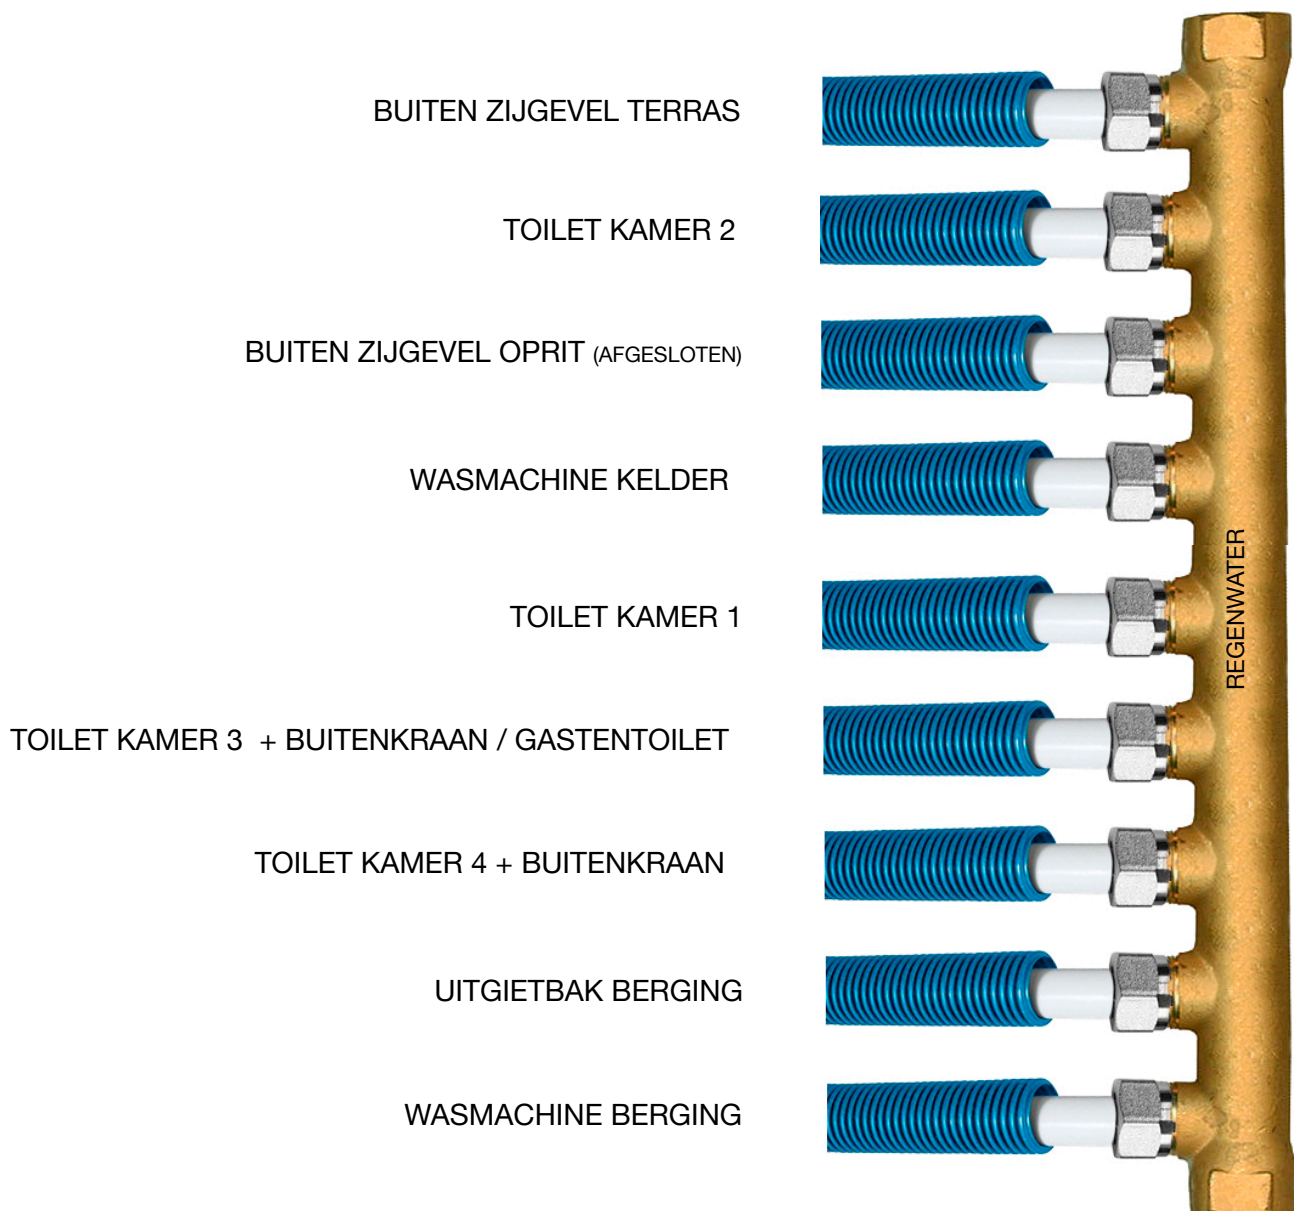 BUITEN ZIJGEVEL TERRAS
TOILET KAMER 2
BUITEN ZIJGEVEL OPRIT (AFGESLOTEN)
WASMACHINE KELDER
TOILET KAMER 1
REGENWATER
TOILET KAMER 3 + BUITENKRAAN / GASTENTOILET
TOILET KAMER 4 + BUITENKRAAN
UITGIETBAK BERGING
WASMACHINE BERGING